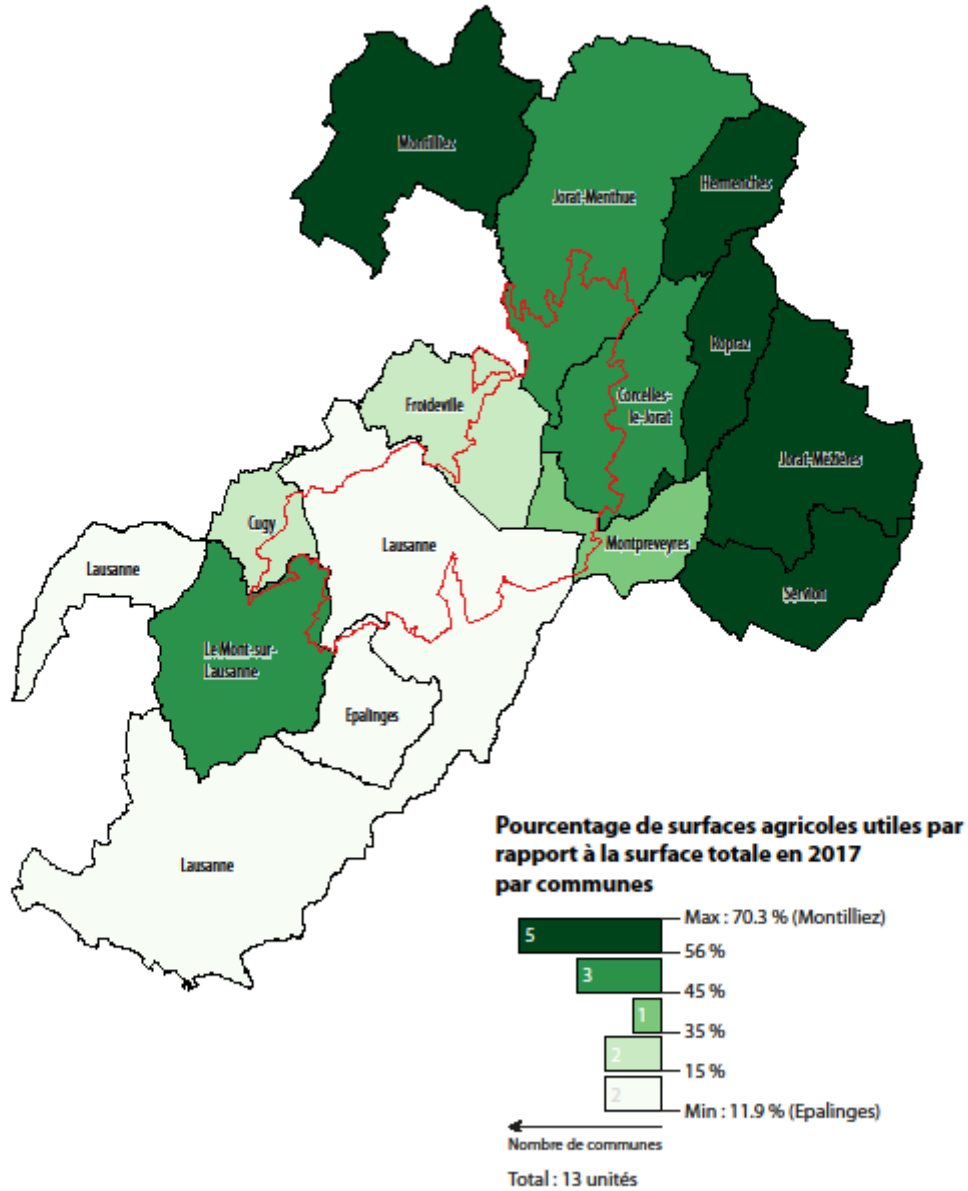 Montilliez
Jorat-Menthue
Hermenches
Ropraz
Corcelles-
le-Jorat
Froideville
Jorat-Mézières
Cugy
Lausanne
Montpreveyres
Lausanne
Servion
Le Mont-sur-
Lausanne
Epalinges
Lausanne
Pourcentage de surfaces agricoles utiles par
rapport à la surface totale en 2017
par communes
Max : 70.3 % (Montilliez)
5
56 %
3
45 %
1
35 %
2
15 %
2
Min : 11.9 % (Epalinges)
Nombre de communes
Total : 13 unités